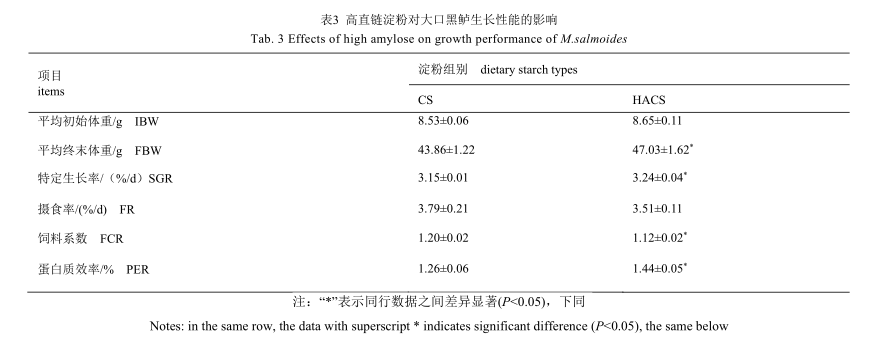 表3 高直链淀粉对大口黑鲈生长性能的影响
Tab. 3 Effects of high amylose on growth performance of M.salmoides
项目 淀粉组别 dietary starch types
items
CS HACS
平均初始体重/g IBW 8.53±0.06 8.65±0.11
平均终末体重/g FBW 43.86±1.22 47.03±1.62*
特定生长率/（%/d）SGR 3.15±0.01 3.24±0.04*
摄食率/(%/d) FR 3.79±0.21 3.51±0.11
饲料系数 FCR 1.20±0.02 1.12±0.02*
蛋白质效率/% PER 1.26±0.06 1.44±0.05*
注：“*”表示同行数据之间差异显著(P<0.05)，下同
Notes: in the same row, the data with superscript * indicates significant difference (P<0.05), the same below